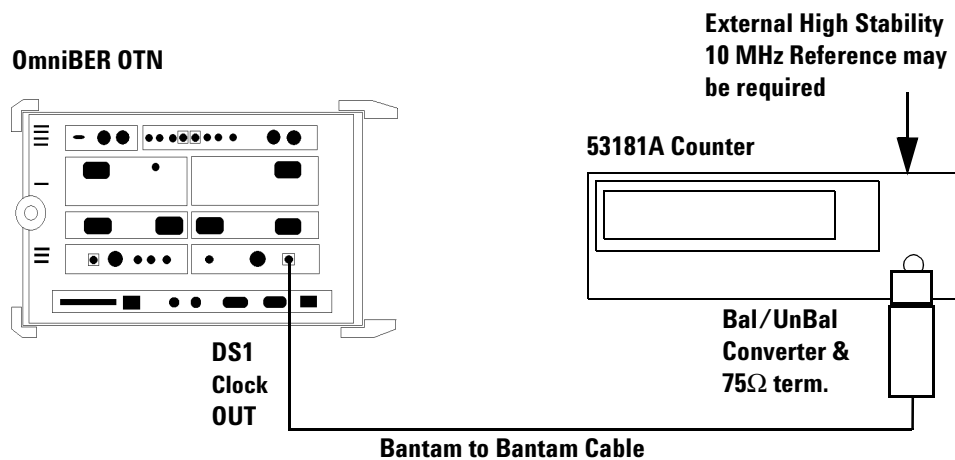 OmniBER OTN
External High Stability
10 MHz Reference may
be required
53181A Counter
DS1
Clock
OUT
Bal/UnBal
Converter &
75Ω term.
Bantam to Bantam Cable